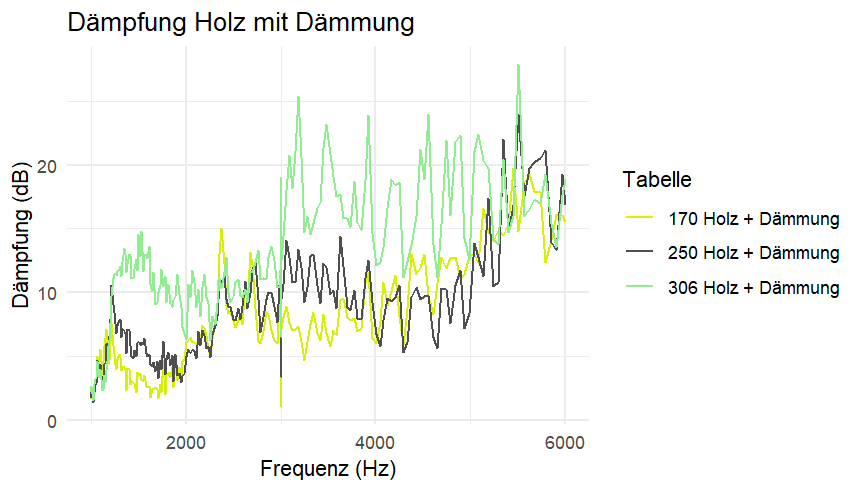 Dämpfung Holz mit Dämmung
Dämpfung (dB)
20
10
0
2000
4000
6000
Frequenz (Hz)
Tabelle
170 Holz + Dämmung
250 Holz + Dämmung
306 Holz + Dämmung